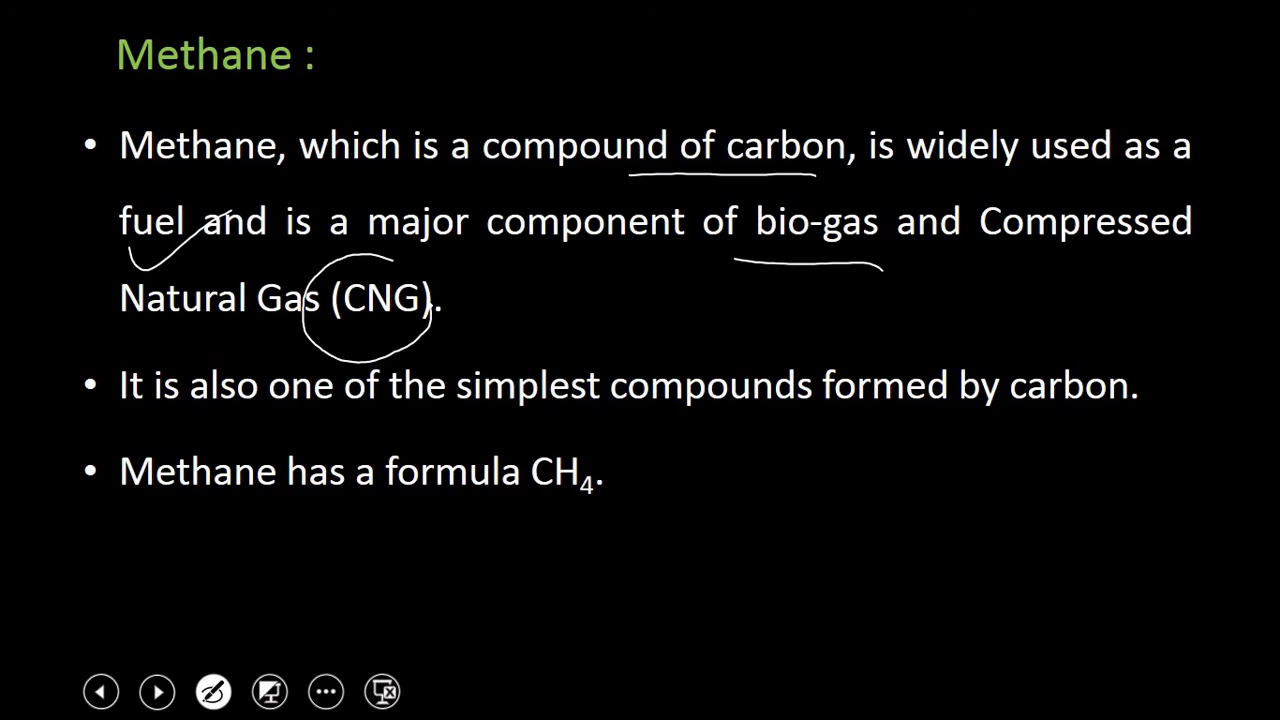 Methane :
• Methane, which is a compound of carbon, is widely used as a
fuel and is a major component of bio-gas and Compressed
Natural Gas (CNG).
• It is also one of the simplest compounds formed by carbon.
• Methane has a formula CH₄.